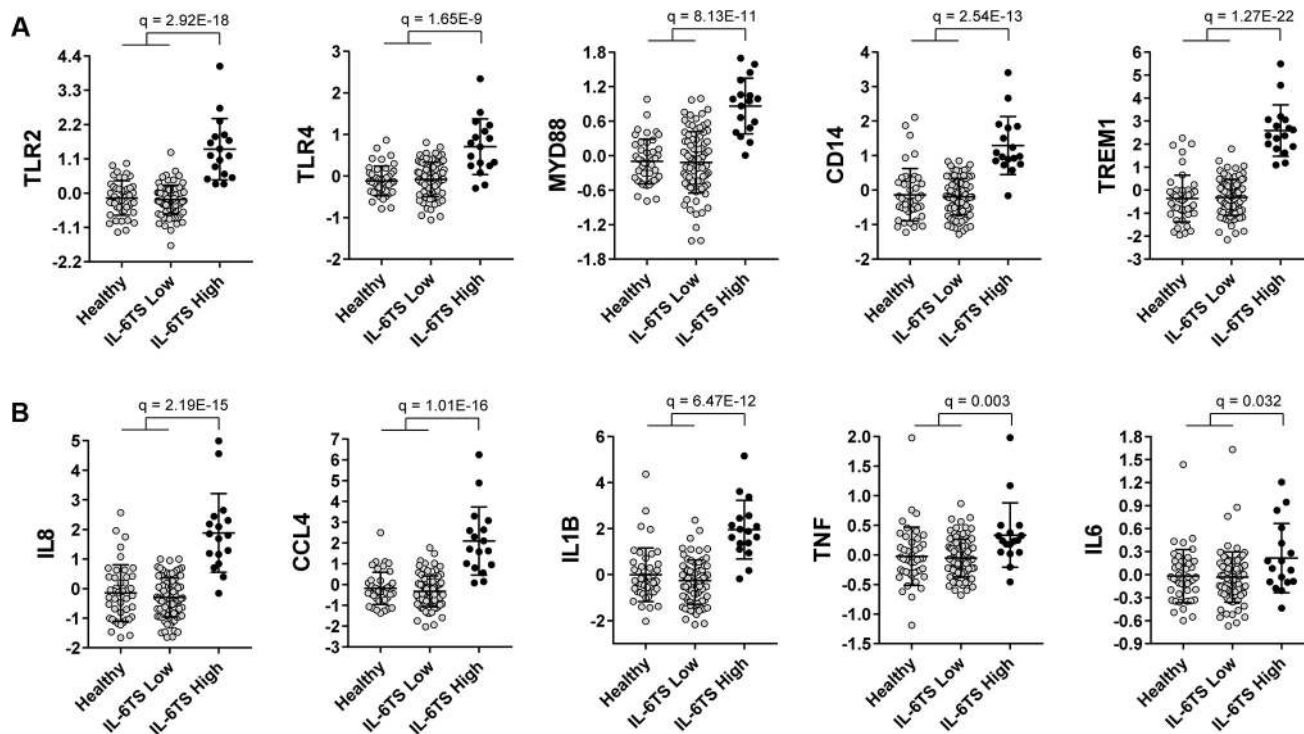 A
q = 2.92E-18
q = 1.65E-9
q = 8.13E-11
q = 2.54E-13
q = 1.27E-22
TLR2
4.4
3.3
2.2
1.1
0.0
-1.1
-2.2
Healthy
IL-6TS Low
IL-6TS High
TLR4
3
2
1
0
-1
-2
Healthy
IL-6TS Low
IL-6TS High
MYD88
1.8
1.2
0.6
0.0
-0.6
-1.2
-1.8
Healthy
IL-6TS Low
IL-6TS High
CD14
4
3
2
1
0
-1
-2
Healthy
IL-6TS Low
IL-6TS High
TREM1
6
5
4
3
2
1
0
-1
-2
-3
Healthy
IL-6TS Low
IL-6TS High
B
q = 2.19E-15
q = 1.01E-16
q = 6.47E-12
q = 0.003
q = 0.032
IL8
5
4
3
2
1
0
-1
-2
Healthy
IL-6TS Low
IL-6TS High
CCL4
7
6
5
4
3
2
1
0
-1
-2
-3
Healthy
IL-6TS Low
IL-6TS High
IL1B
6
4
2
0
-2
Healthy
IL-6TS Low
IL-6TS High
TNF
2.0
1.5
1.0
0.5
0.0
-0.5
-1.0
-1.5
Healthy
IL-6TS Low
IL-6TS High
IL6
1.8
1.5
1.2
0.9
0.6
0.3
0.0
-0.3
-0.6
-0.9
Healthy
IL-6TS Low
IL-6TS High